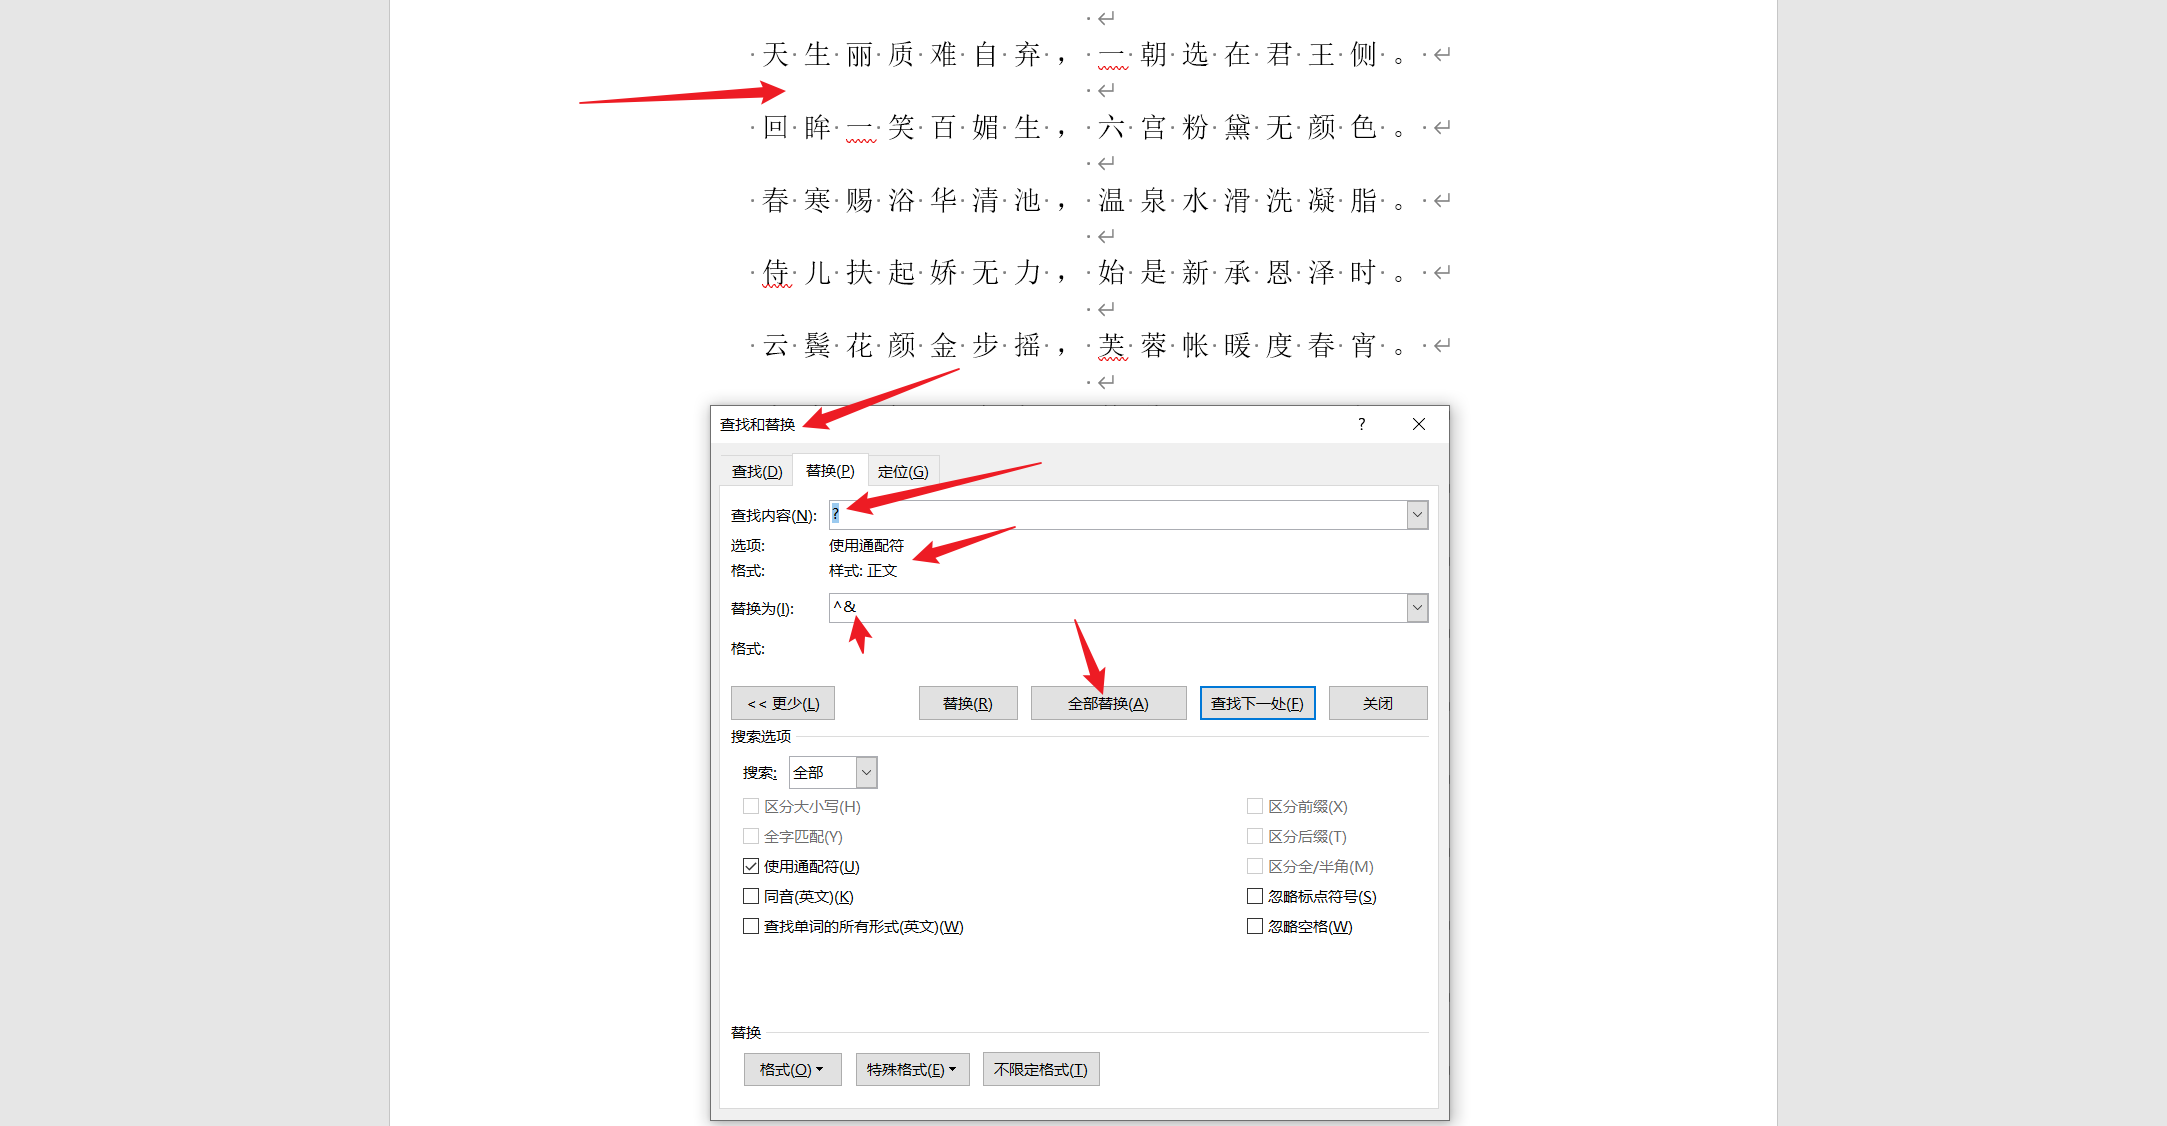 天 生 丽 质 难 自 弃 ， 一 朝 选 在 君 王 侧 。
回 眸 一 笑 百 媚 生 ， 六 宫 粉 黛 无 颜 色 。
春 寒 赐 浴 华 清 池 ， 温 泉 水 滑 洗 凝 脂 。
侍 儿 扶 起 娇 无 力 ， 始 是 新 承 恩 泽 时 。
云 鬓 花 颜 金 步 摇 ， 芙 蓉 帐 暖 度 春 宵 。
查找和替换 ?
查找(D) 替换(P) 定位(G)
查找内容(N): ?
选项: 使用通配符
格式: 样式: 正文
替换为(I): ^&
格式:
<< 更少(L) 替换(R) 全部替换(A) 查找下一处(F) 关闭
搜索选项
搜索: 全部
区分大小写(H) 区分前缀(X)
全字匹配(Y) 区分后缀(T)
使用通配符(U) 区分全/半角(M)
同音(英文)(K) 忽略标点符号(S)
查找单词的所有形式(英文)(W) 忽略空格(W)
替换
格式(O) 特殊格式(E) 不限定格式(T)